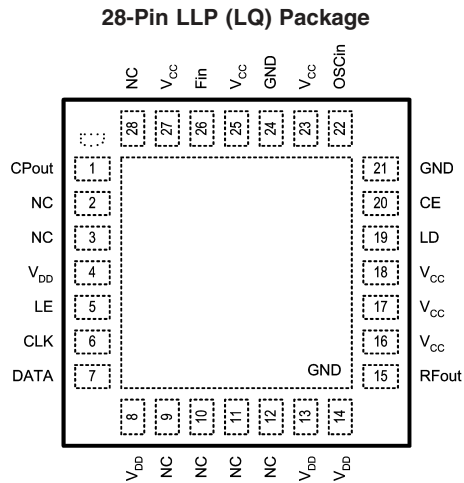 28-Pin LLP (LQ) Package
NC VCC Fin VCC GND VCC OSCin
28 27 26 25 24 23 22
CPout 1 21 GND
NC 2 20 CE
NC 3 19 LD
VDD 4 18 VCC
LE 5 17 VCC
CLK 6 16 VCC
GND
DATA 7 15 RFout
8 9 10 11 12 13 14
VDD NC NC NC NC VDD VDD